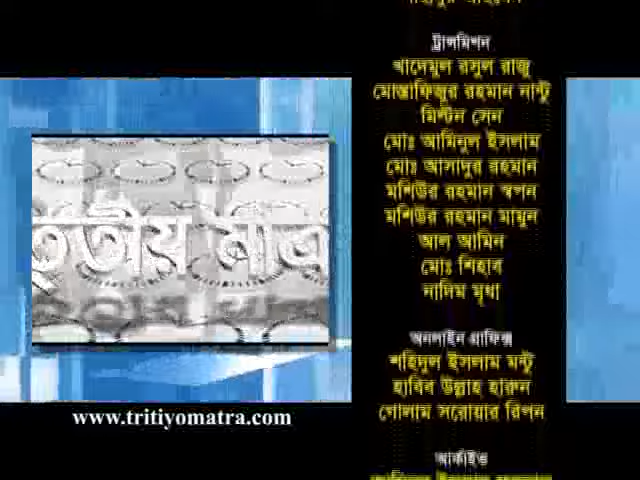 ট্রান্সমিশন
খাদেমুল রসুল রাজু
মোস্তাফিজুর রহমান নান্টু
মিল্টন সেন
মোঃ আমিনুল ইসলাম
মোঃ আসাদুর রহমান
মশিউর রহমান স্বপন
মশিউর রহমান মামুন
আল আমিন
মোঃ শিহাব
নাদিম মৃধা
অনলাইন গ্রাফিক্স
শহিদুল ইসলাম মন্টু
হাবিব উল্লাহ হারুন
গোলাম সরোয়ার রিপন
আর্কাইভ
তৃতীয় মাত্রা
www.tritiyomatra.com